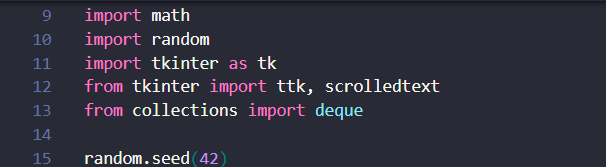 9 import math
10 import random
11 import tkinter as tk
12 from tkinter import ttk, scrolledtext
13 from collections import deque
14
15 random.seed(42)